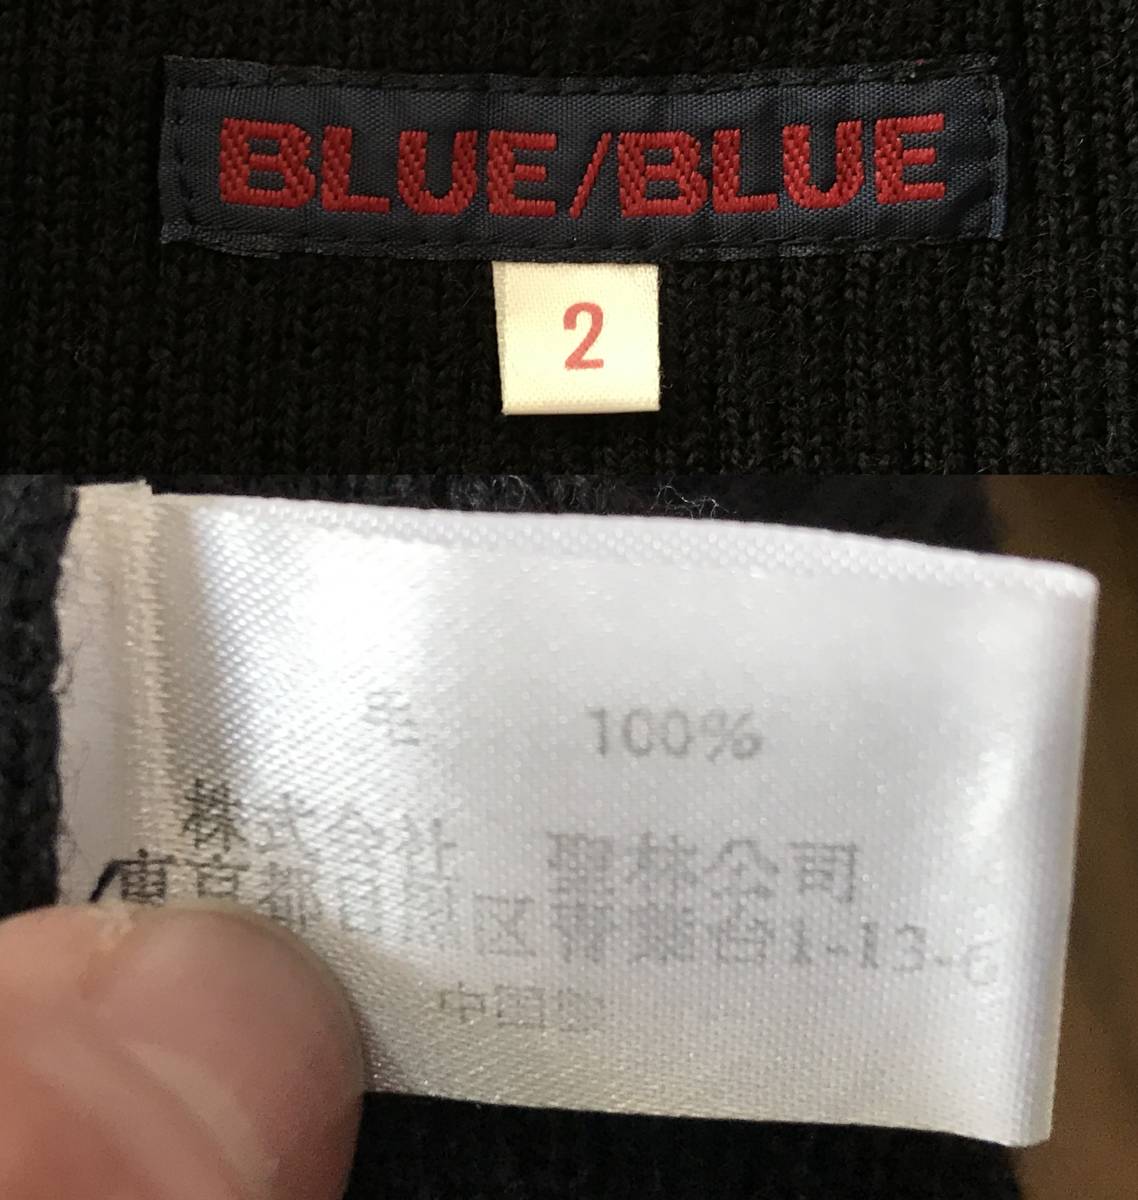 BLUE/BLUE
2
毛 100%
株式会社 聖林公司
東京都目黒区青葉台1-13-6
中国製